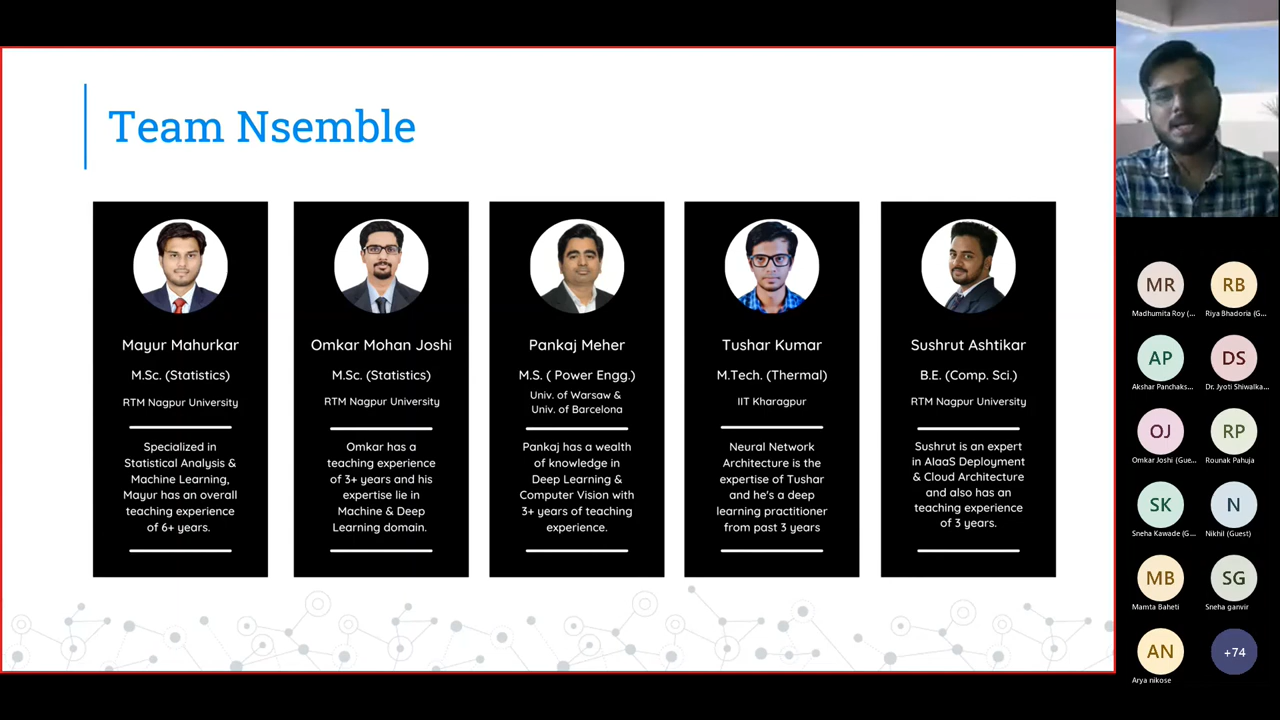 Team Nsemble
Mayur Mahurkar
M.Sc. (Statistics)
RTM Nagpur University
Specialized in
Statistical Analysis &
Machine Learning,
Mayur has an overall
teaching experience
of 6+ years.
Omkar Mohan Joshi
M.Sc. (Statistics)
RTM Nagpur University
Omkar has a
teaching experience
of 3+ years and his
expertise lie in
Machine & Deep
Learning domain.
Pankaj Meher
M.S. ( Power Engg.)
Univ. of Warsaw &
Univ. of Barcelona
Pankaj has a wealth
of knowledge in
Deep Learning &
Computer Vision with
3+ years of teaching
experience.
Tushar Kumar
M.Tech. (Thermal)
IIT Kharagpur
Neural Network
Architecture is the
expertise of Tushar
and he's a deep
learning practitioner
from past 3 years
Sushrut Ashtikar
B.E. (Comp. Sci.)
RTM Nagpur University
Sushrut is an expert
in AIaaS Deployment
& Cloud Architecture
and also has an
teaching experience
of 3 years.
MR
Madhumita Roy (...
RB
Riya Bhadoria (G...
AP
Akshar Panchaks...
DS
Dr. Jyoti Shiwalka...
OJ
Omkar Joshi (Gue...
RP
Rounak Pahuja
SK
Sneha Kawade (G...
N
Nikhil (Guest)
MB
Mamta Baheti
SG
Sneha ganvir
AN
Arya nikose
+74